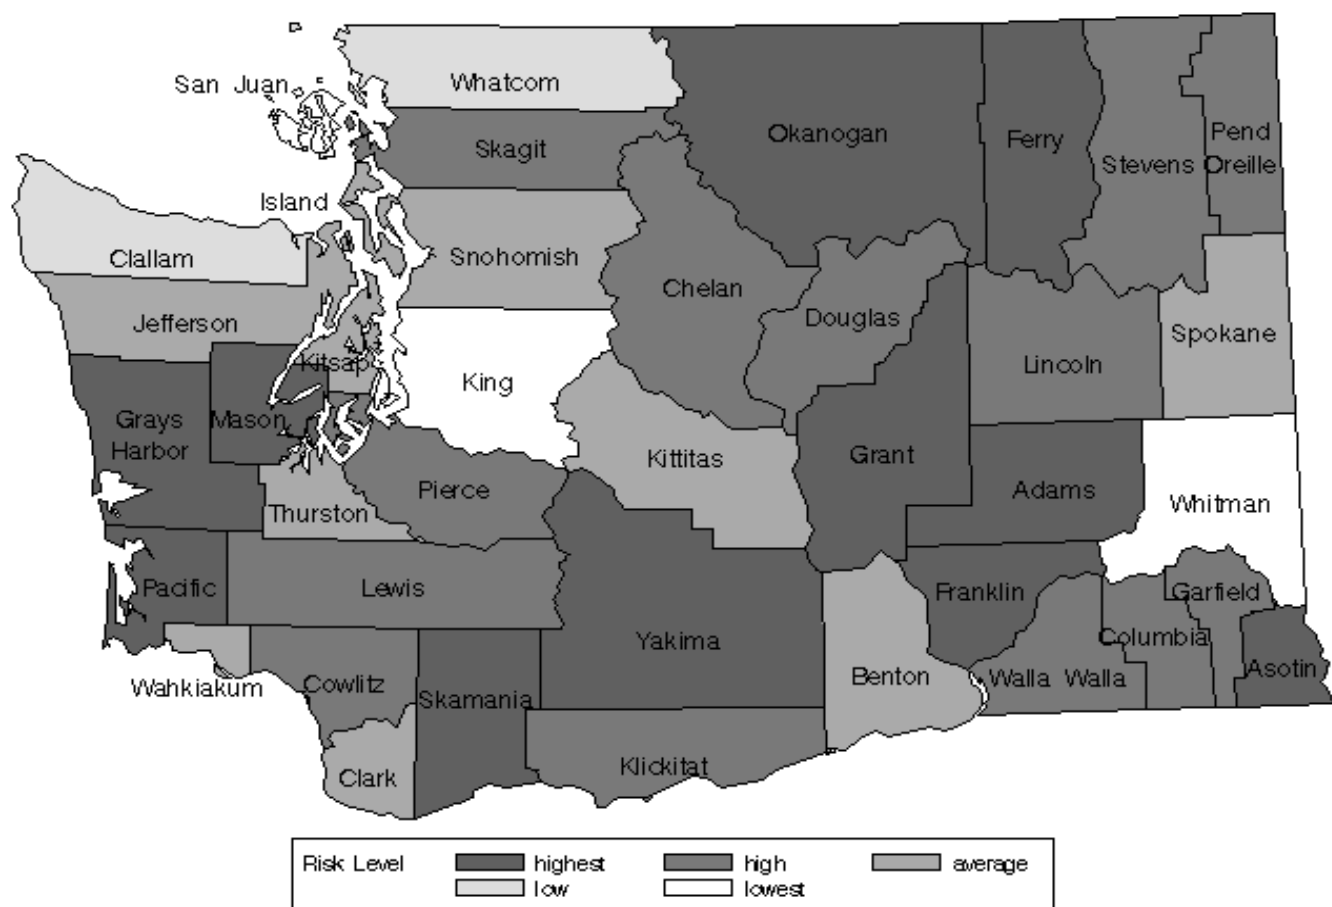 Whatcom
San Juan
Okanogan
Ferry
Pend
Oreille
Stevens
Skagit
Island
Clallam
Snohomish
Chelan
Jefferson
Douglas
Spokane
Kitsap
King
Lincoln
Grays
Harbor
Mason
Kittitas
Grant
Pierce
Adams
Whitman
Thurston
Pacific
Lewis
Franklin
Garfield
Yakima
Columbia
Wahkiakum
Cowlitz
Skamania
Benton
Walla Walla
Asotin
Clark
Klickitat
Risk Level highest high average
low lowest